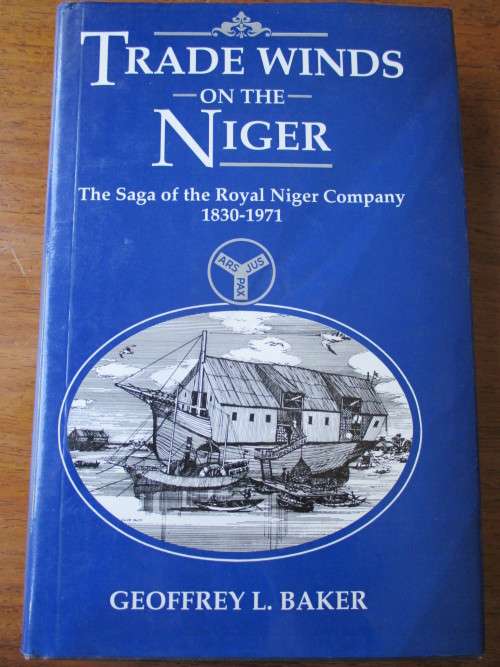 TRADE WINDS
ON THE
NIGER
The Saga of the Royal Niger Company
1830-1971
ARS JUS
PAX
GEOFFREY L. BAKER